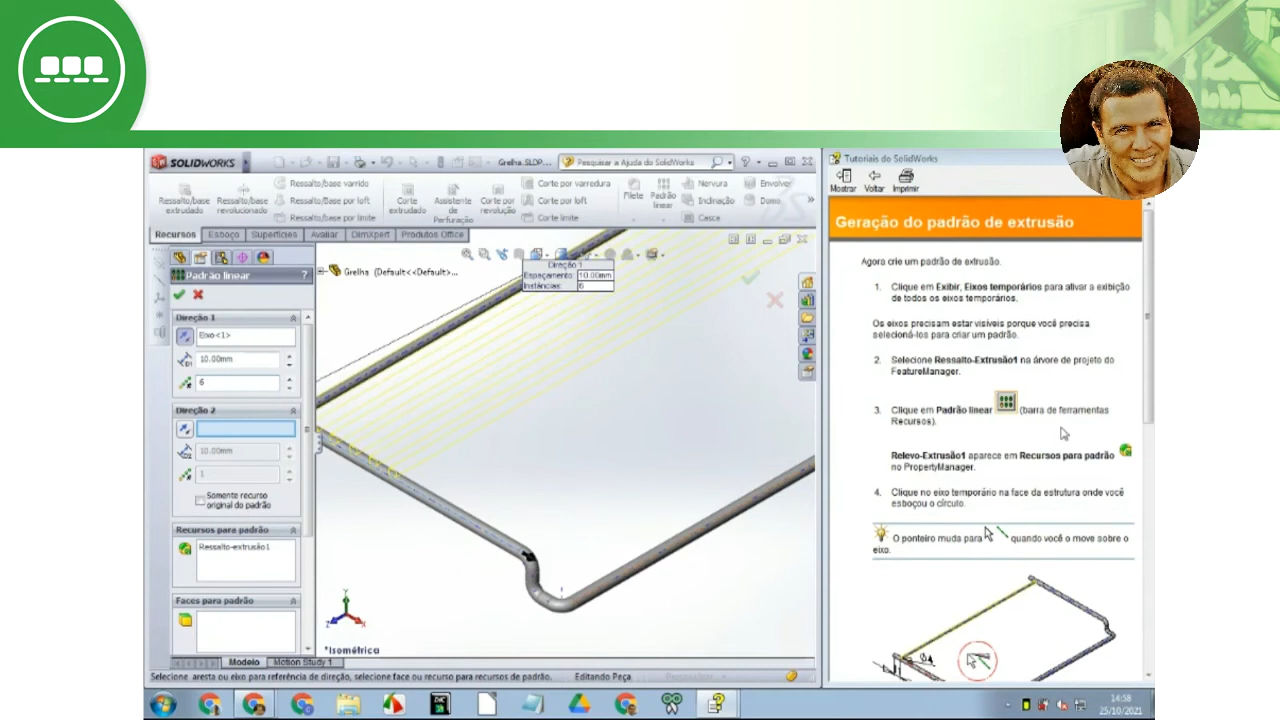 SOLIDWORKS
Grelha.SLDP...
Pesquisar a Ajuda do SolidWorks
Ressalto/base extrudado
Ressalto/base revolucionado
Ressalto/base varrido
Ressalto/base por loft
Ressalto/base por limite
Corte extrudado
Assistente de Perfuração
Corte por revolução
Corte por varredura
Corte por loft
Corte limite
Filete
Padrão linear
Nervura
Inclinação
Casca
Envolver
Domo
Recursos
Esboço
Superfícies
Avaliar
DimXpert
Produtos Office
Padrão linear
?
Direção 1
Eixo<1>
10.00mm
6
Direção 2
10.00mm
1
Somente recurso
original do padrão
Recursos para padrão
Ressalto-extrusão1
Faces para padrão
Grelha (Default<<Default>...
Direção 1
Espaçamento: 10.00mm
Instâncias: 6
*Isométrica
Modelo
Motion Study 1
Selecione aresta ou eixo para referência de direção, selecione face ou recurso para recursos de padrão.
Editando Peça
Tutoriais do SolidWorks
Mostrar
Voltar
Imprimir
Geração do padrão de extrusão
Agora crie um padrão de extrusão.
1. Clique em Exibir, Eixos temporários para ativar a exibição
de todos os eixos temporários.
Os eixos precisam estar visíveis porque você precisa
selecioná-los para criar um padrão.
2. Selecione Ressalto-Extrusão1 na árvore de projeto do
FeatureManager.
3. Clique em Padrão linear (barra de ferramentas
Recursos).
Relevo-Extrusão1 aparece em Recursos para padrão
no PropertyManager.
4. Clique no eixo temporário na face da estrutura onde você
esboçou o círculo.
O ponteiro muda para quando você o move sobre o
eixo.
14:58
25/10/2021